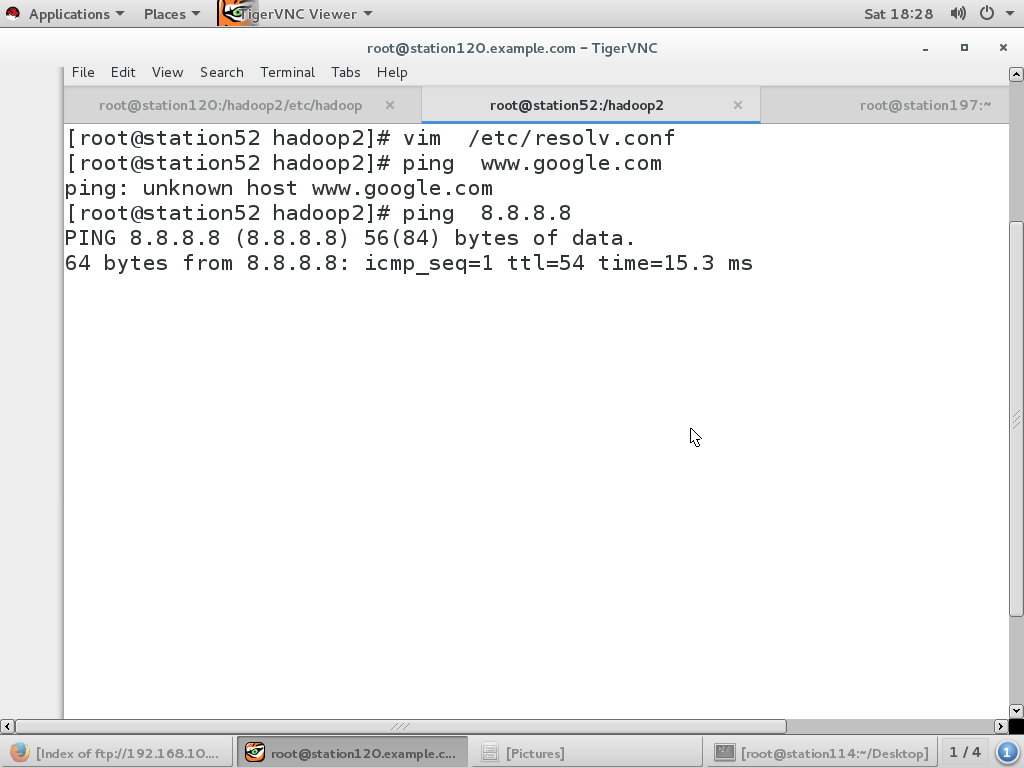 Applications Places TigerVNC Viewer Sat 18:28
root@station120.example.com – TigerVNC
File Edit View Search Terminal Tabs Help
root@station120:/hadoop2/etc/hadoop root@station52:/hadoop2 root@station197:~
[root@station52 hadoop2]# vim  /etc/resolv.conf
[root@station52 hadoop2]# ping  www.google.com
ping: unknown host www.google.com
[root@station52 hadoop2]# ping  8.8.8.8
PING 8.8.8.8 (8.8.8.8) 56(84) bytes of data.
64 bytes from 8.8.8.8: icmp_seq=1 ttl=54 time=15.3 ms
[Index of ftp://192.168.10.... root@station120.example.c... [Pictures] [root@station114:~/Desktop] 1 / 4 1